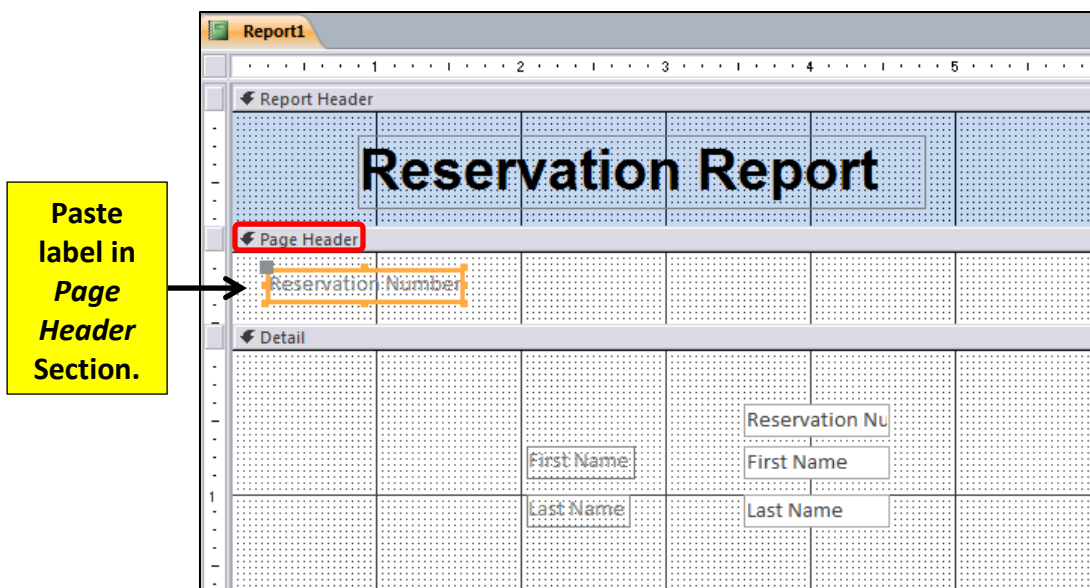 Report1
1 2 3 4 5
Report Header
Reservation Report
Paste
label in
Page
Header
Section.
Page Header
Reservation Number
Detail
Reservation Nu
First Name First Name
1
Last Name Last Name